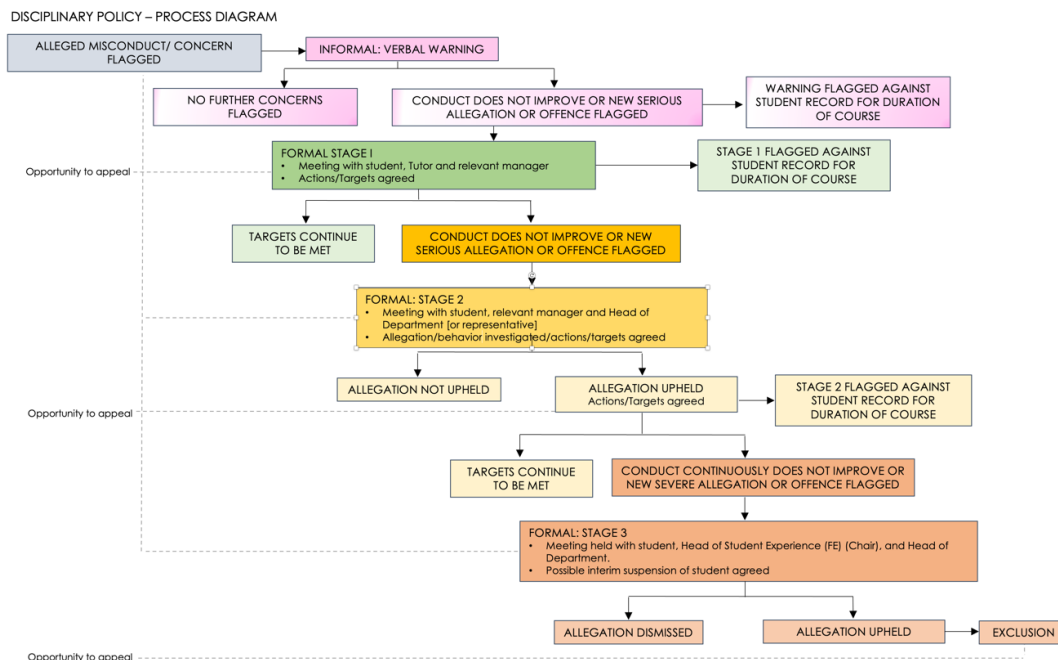 DISCIPLINARY POLICY – PROCESS DIAGRAM
ALLEGED MISCONDUCT/ CONCERN
FLAGGED
INFORMAL: VERBAL WARNING
NO FURTHER CONCERNS
FLAGGED
CONDUCT DOES NOT IMPROVE OR NEW SERIOUS
ALLEGATION OR OFFENCE FLAGGED
WARNING FLAGGED AGAINST
STUDENT RECORD FOR DURATION
OF COURSE
Opportunity to appeal
FORMAL STAGE I
• Meeting with student, Tutor and relevant manager
• Actions/Targets agreed
STAGE 1 FLAGGED AGAINST
STUDENT RECORD FOR
DURATION OF COURSE
TARGETS CONTINUE
TO BE MET
CONDUCT DOES NOT IMPROVE OR NEW
SERIOUS ALLEGATION OR OFFENCE FLAGGED
FORMAL: STAGE 2
• Meeting with student, relevant manager and Head of
Department [or representative]
• Allegation/behavior investigated/actions/targets agreed
ALLEGATION NOT UPHELD
ALLEGATION UPHELD
Actions/Targets agreed
STAGE 2 FLAGGED AGAINST
STUDENT RECORD FOR
DURATION OF COURSE
Opportunity to appeal
TARGETS CONTINUE
TO BE MET
CONDUCT CONTINUOUSLY DOES NOT IMPROVE OR
NEW SEVERE ALLEGATION OR OFFENCE FLAGGED
FORMAL: STAGE 3
• Meeting held with student, Head of Student Experience (FE) (Chair), and Head of
Department.
• Possible interim suspension of student agreed
ALLEGATION DISMISSED
ALLEGATION UPHELD
EXCLUSION
Opportunity to appeal